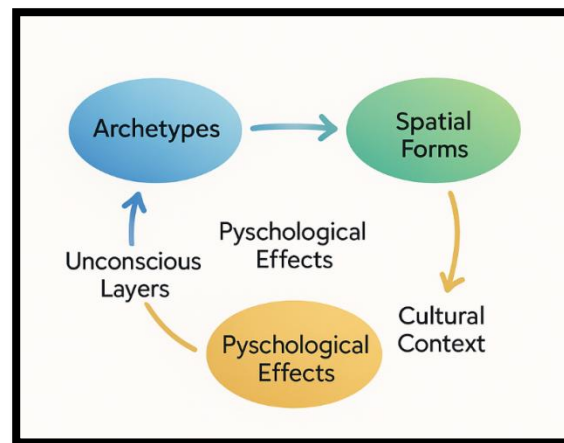 Archetypes
Spatial
Forms
Pyschological
Effects
Unconscious
Layers
Cultural
Context
Pyschological
Effects